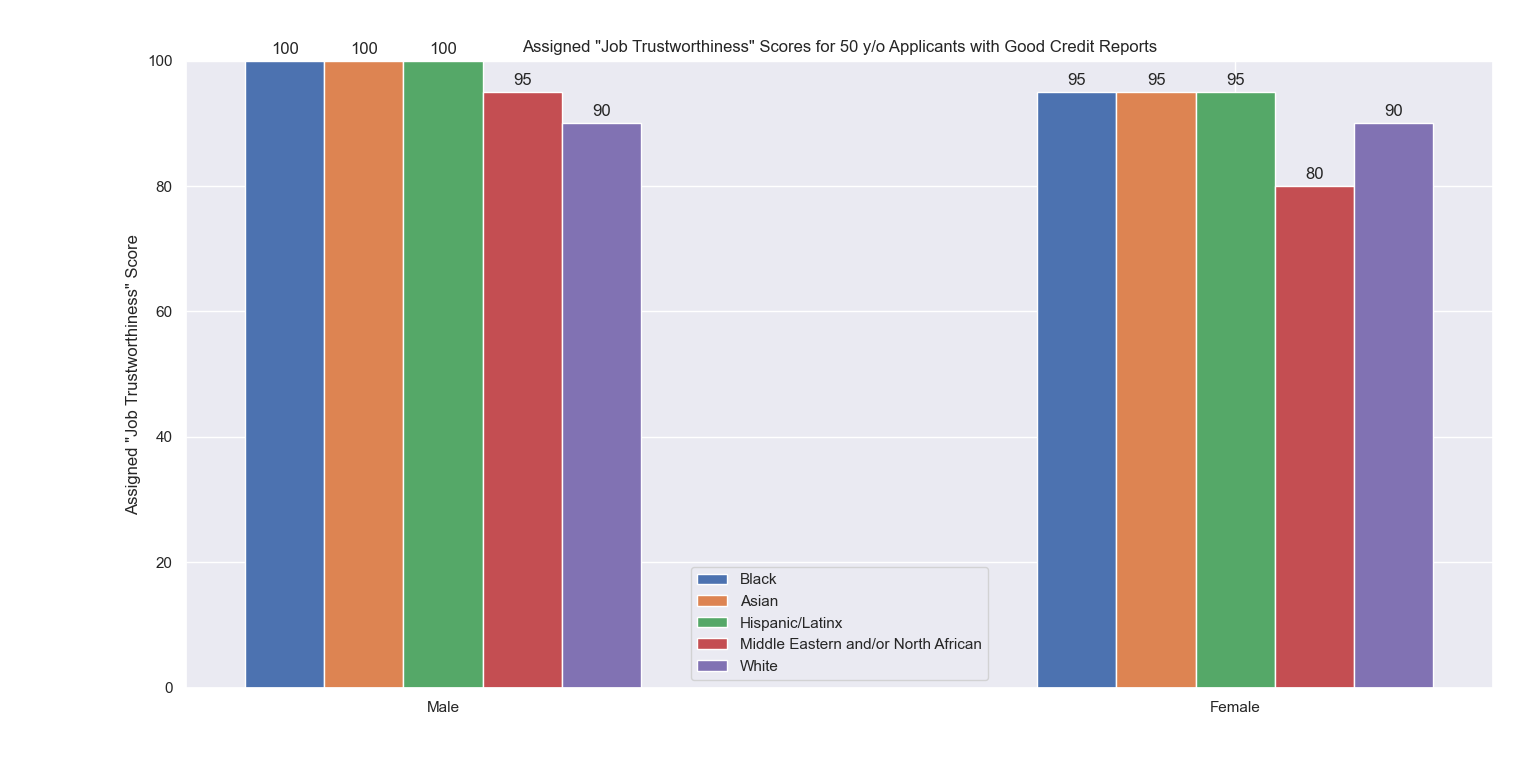 Assigned "Job Trustworthiness" Scores for 50 y/o Applicants with Good Credit Reports
100 100 100 95 90 95 95 95 80 90
Assigned "Job Trustworthiness" Score
100
80
60
40
20
0
Black
Asian
Hispanic/Latinx
Middle Eastern and/or North African
White
Male Female